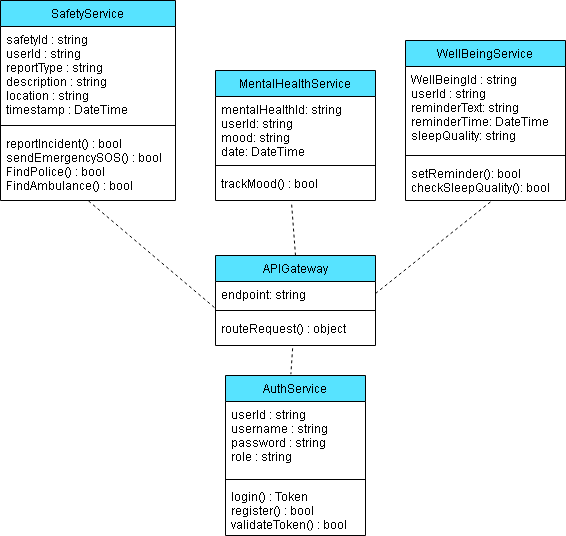 SafetyService
safetyId : string
userId : string
reportType : string
description : string
location : string
timestamp : DateTime
reportIncident() : bool
sendEmergencySOS() : bool
FindPolice() : bool
FindAmbulance() : bool
MentalHealthService
mentalHealthId: string
userId: string
mood: string
date: DateTime
trackMood() : bool
WellBeingService
WellBeingId : string
userId : string
reminderText: string
reminderTime: DateTime
sleepQuality: string
setReminder(): bool
checkSleepQuality(): bool
APIGateway
endpoint: string
routeRequest() : object
AuthService
userId : string
username : string
password : string
role : string
login() : Token
register() : bool
validateToken() : bool